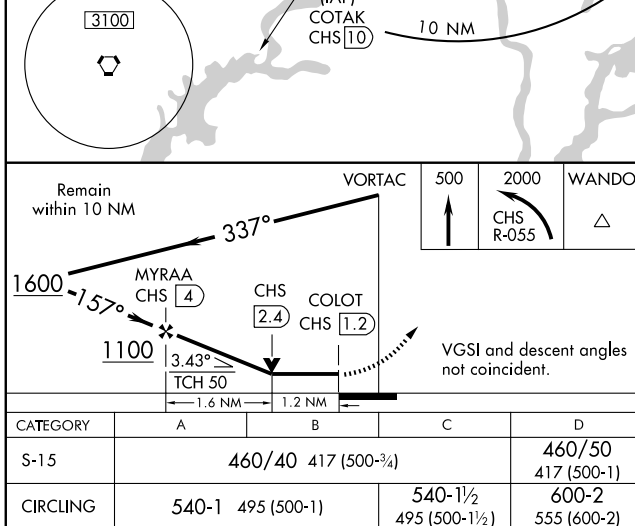 3100
COTAK
CHS 10
10 NM
Remain
within 10 NM
VORTAC
500
2000
CHS
R-055
WANDO
337°
1600
157°
MYRAA
CHS 4
1100
3.43°
TCH 50
CHS
2.4
COLOT
CHS 1.2
VGSI and descent angles
not coincident.
1.6 NM
1.2 NM
CATEGORY A B C D
S-15 460/40 417 (500-¾) 460/50 417 (500-1)
CIRCLING 540-1 495 (500-1) 540-1½ 495 (500-1½) 600-2 555 (600-2)